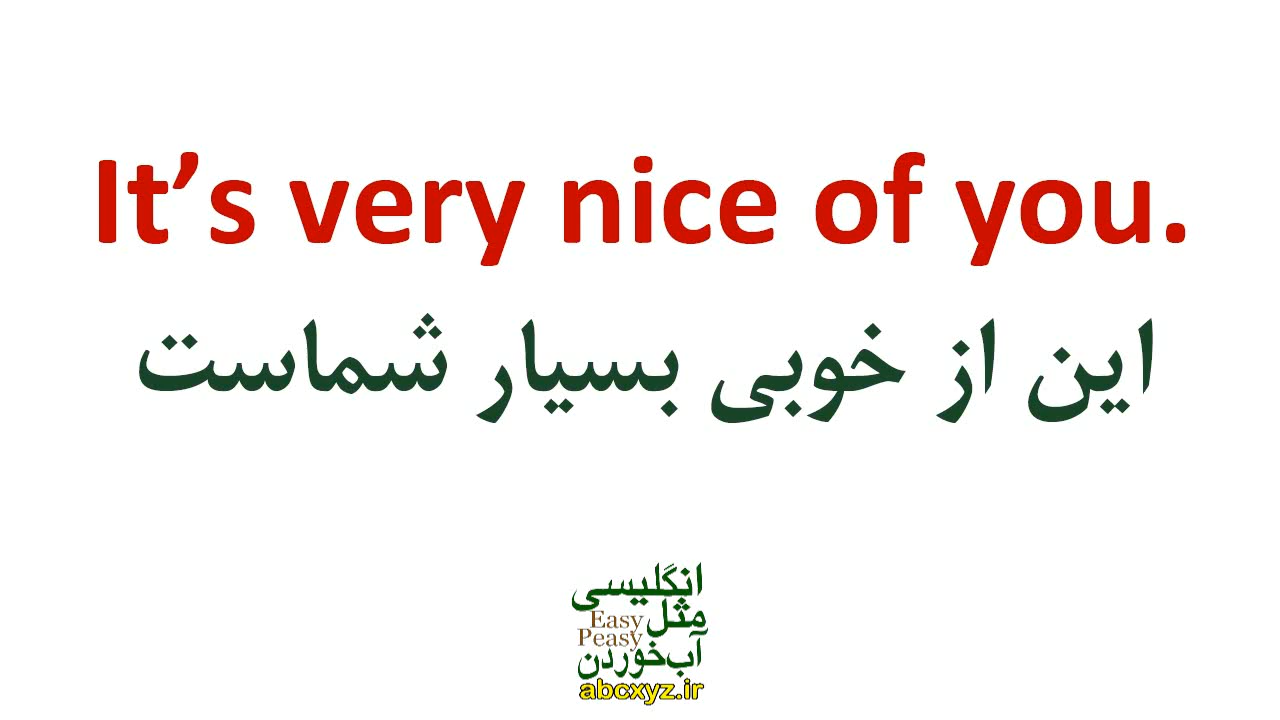 It’s very nice of you.
این از خوبی بسیار شماست
انگلیسی
مثل
Easy
Peasy
آب‌خوردن
abcxyz.ir